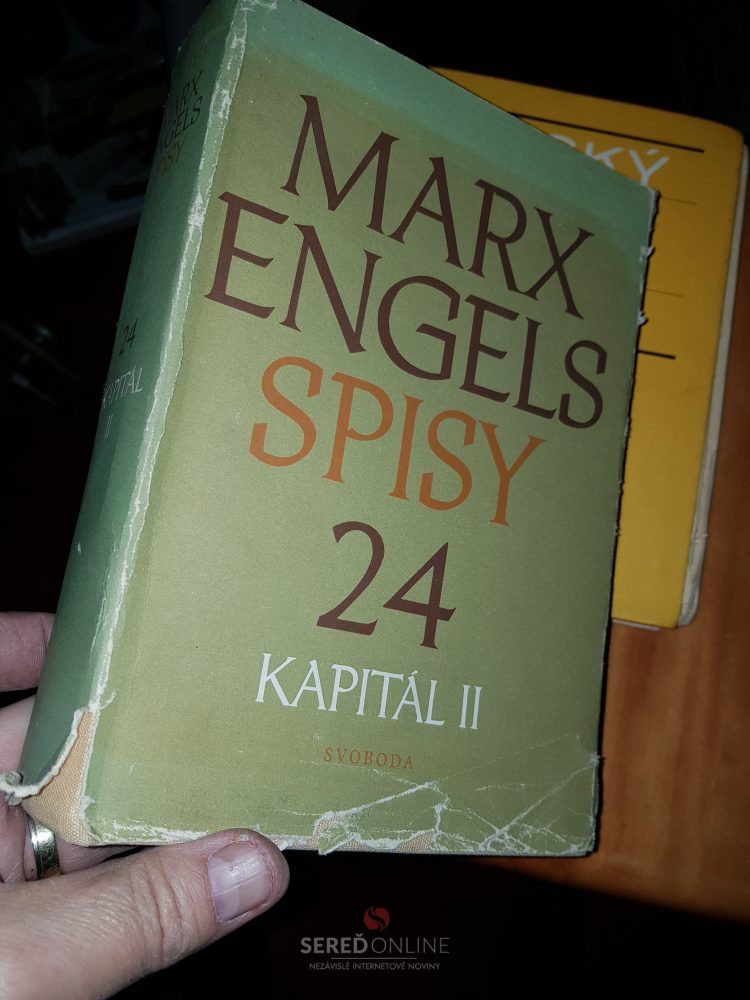 MARX
ENGELS
SPISY
24
KAPITÁL II
SVOBODA
MARX
ENGELS
SPISY
24
KAPITÁL
II
SEREĎONLINE
NEZÁVISLÉ INTERNETOVÉ NOVINY